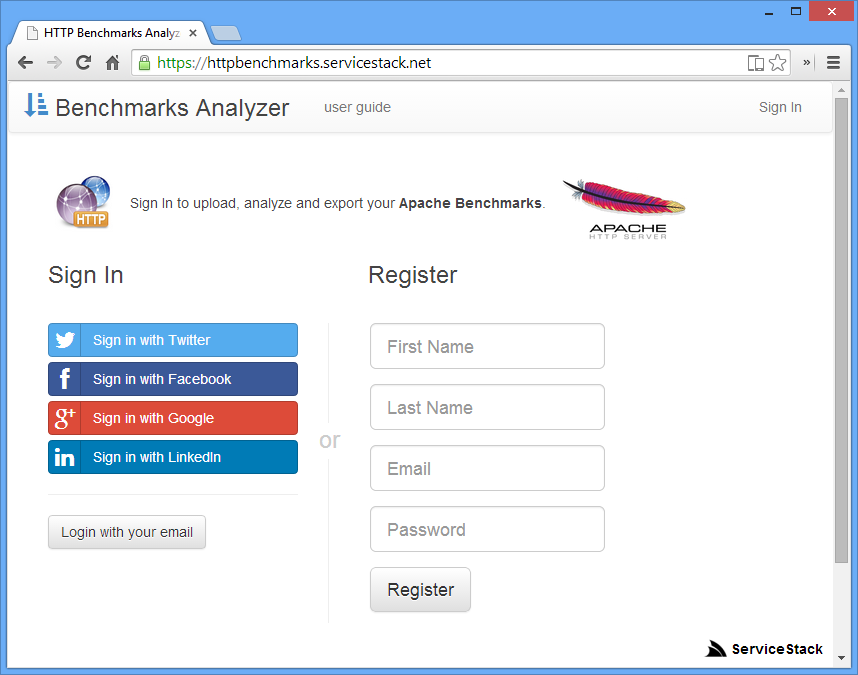 HTTP Benchmarks Analyz
https://httpbenchmarks.servicestack.net
Benchmarks Analyzer
user guide
Sign In
HTTP
Sign In to upload, analyze and export your Apache Benchmarks.
APACHE
HTTP SERVER
Sign In
Register
Sign in with Twitter
Sign in with Facebook
Sign in with Google
Sign in with LinkedIn
Login with your email
or
First Name
Last Name
Email
Password
Register
ServiceStack